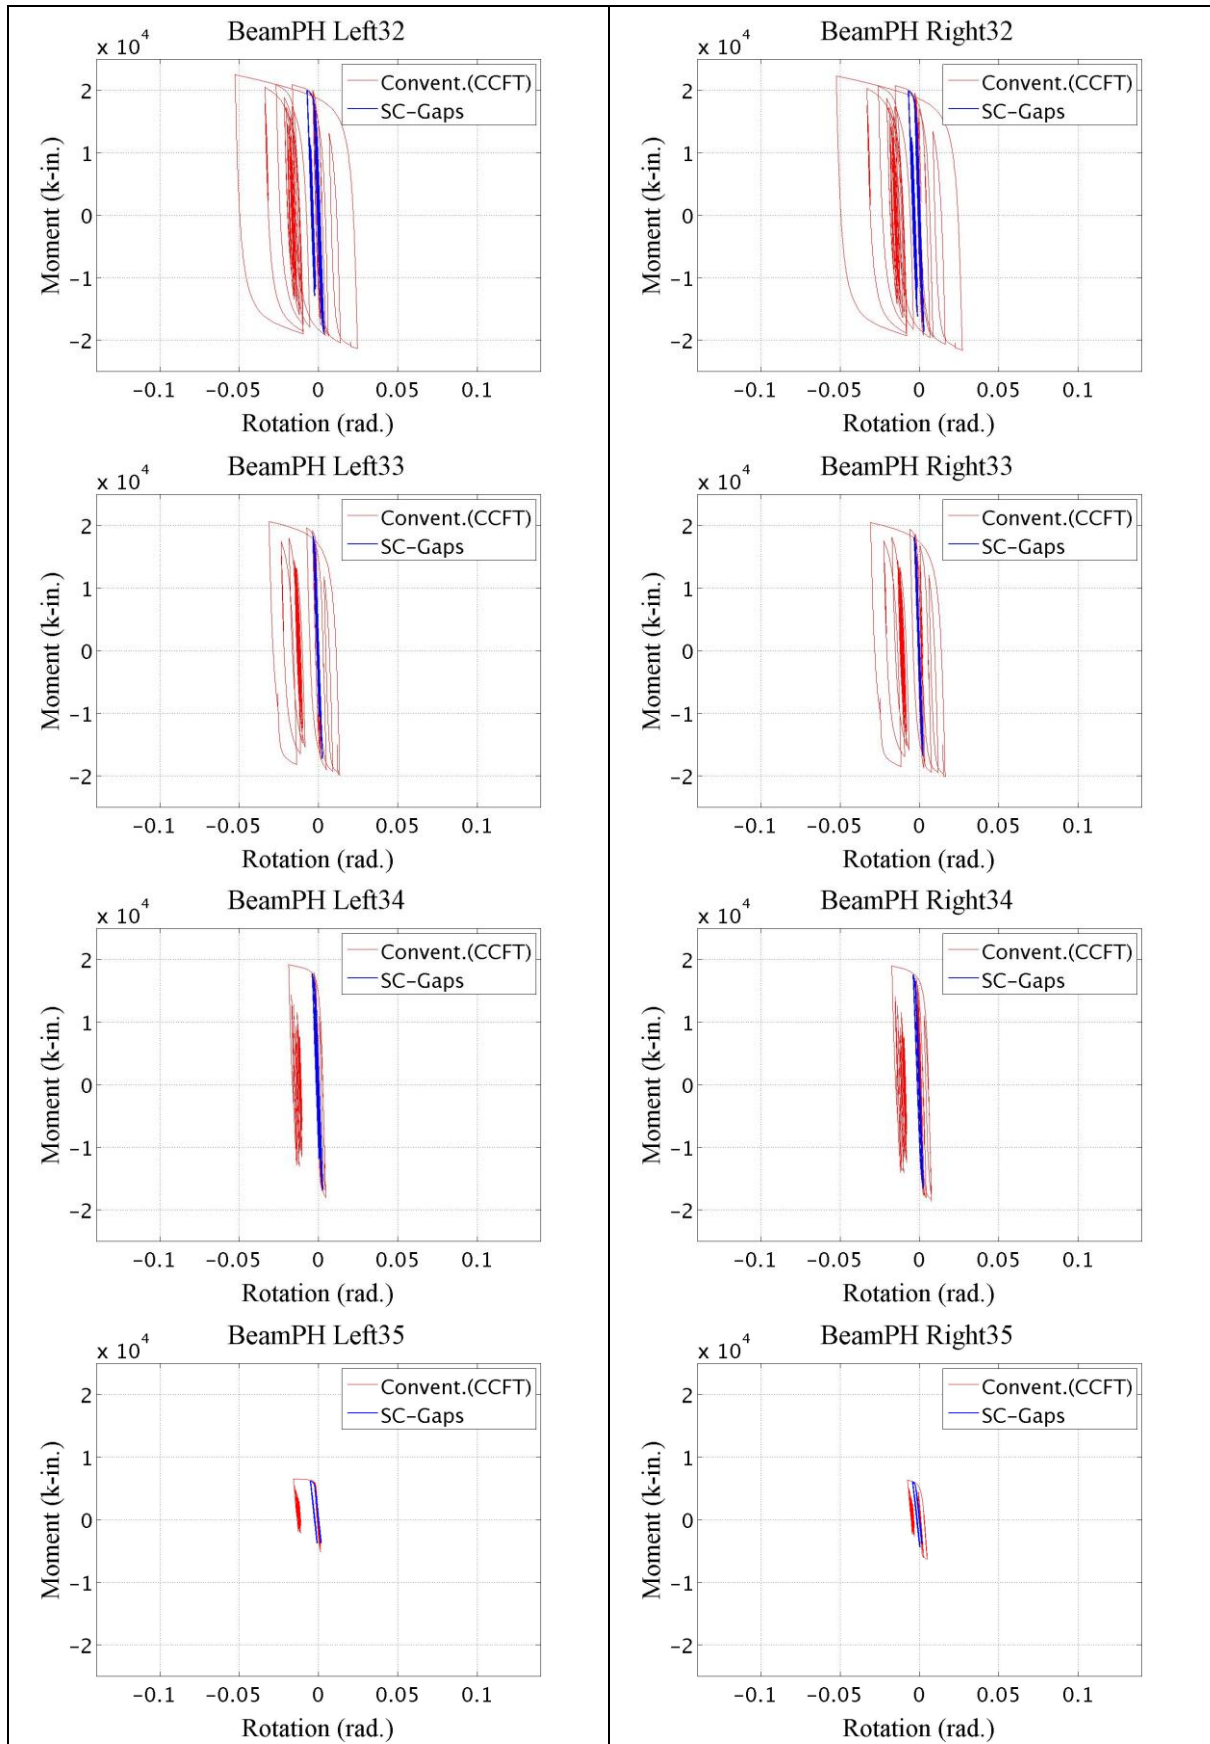 BeamPH Left32
x 10^4
Convent.(CCFT)
SC-Gaps
2
1
0
-1
-2
Moment (k-in.)
-0.1 -0.05 0 0.05 0.1
Rotation (rad.)
BeamPH Right32
x 10^4
Convent.(CCFT)
SC-Gaps
2
1
0
-1
-2
Moment (k-in.)
-0.1 -0.05 0 0.05 0.1
Rotation (rad.)
BeamPH Left33
x 10^4
Convent.(CCFT)
SC-Gaps
2
1
0
-1
-2
Moment (k-in.)
-0.1 -0.05 0 0.05 0.1
Rotation (rad.)
BeamPH Right33
x 10^4
Convent.(CCFT)
SC-Gaps
2
1
0
-1
-2
Moment (k-in.)
-0.1 -0.05 0 0.05 0.1
Rotation (rad.)
BeamPH Left34
x 10^4
Convent.(CCFT)
SC-Gaps
2
1
0
-1
-2
Moment (k-in.)
-0.1 -0.05 0 0.05 0.1
Rotation (rad.)
BeamPH Right34
x 10^4
Convent.(CCFT)
SC-Gaps
2
1
0
-1
-2
Moment (k-in.)
-0.1 -0.05 0 0.05 0.1
Rotation (rad.)
BeamPH Left35
x 10^4
Convent.(CCFT)
SC-Gaps
2
1
0
-1
-2
Moment (k-in.)
-0.1 -0.05 0 0.05 0.1
Rotation (rad.)
BeamPH Right35
x 10^4
Convent.(CCFT)
SC-Gaps
2
1
0
-1
-2
Moment (k-in.)
-0.1 -0.05 0 0.05 0.1
Rotation (rad.)